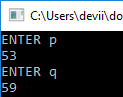 C:\Users\devii\do
ENTER p
53
ENTER q
59